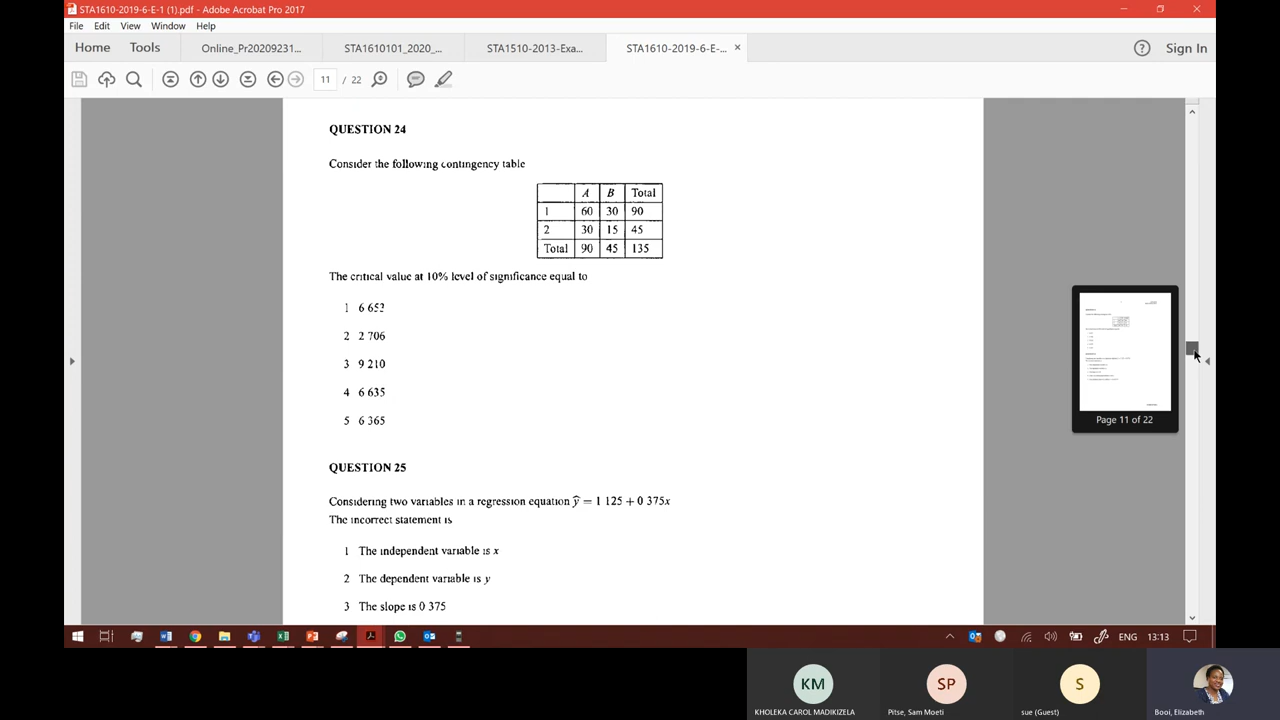 STA1610-2019-6-E-1 (1).pdf - Adobe Acrobat Pro 2017
File Edit View Window Help
Home Tools Online_Pr20209231... STA1610101_2020_... STA1510-2013-Exa... STA1610-2019-6-E-... × Sign In
11 / 22
QUESTION 24
Consider the following contingency table
A B Total
1 60 30 90
2 30 15 45
Total 90 45 135
The critical value at 10% level of significance equal to
1 6 653
2 2 706
3 9 210
4 6 635
5 6 365
Page 11 of 22
QUESTION 25
Considering two variables in a regression equation ŷ = 1 125 + 0 375x
The incorrect statement is
1 The independent variable is x
2 The dependent variable is y
3 The slope is 0 375
ENG 13:13
KM SP S
KHOLEKA CAROL MADIKIZELA Pitse, Sam Moeti sue (Guest) Booi, Elizabeth